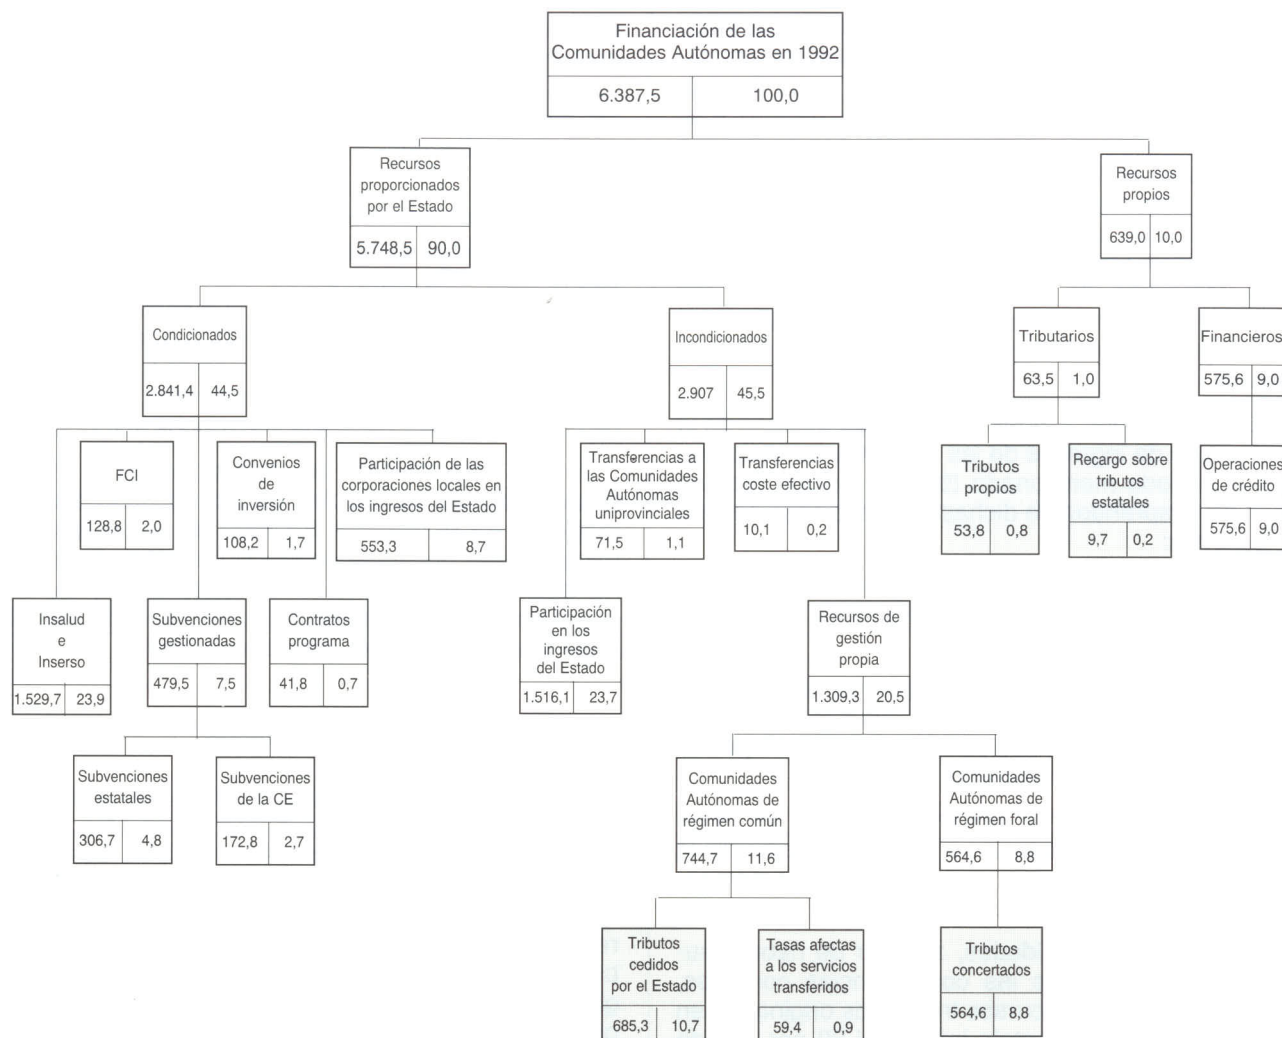 Financiación de las
Comunidades Autónomas en 1992
6.387,5 100,0
Recursos
proporcionados
por el Estado
5.748,5 90,0
Recursos
propios
639,0 10,0
Condicionados
2.841,4 44,5
Incondicionados
2.907 45,5
Tributarios
63,5 1,0
Financieros
575,6 9,0
FCI
128,8 2,0
Convenios
de
inversión
108,2 1,7
Participación de las
corporaciones locales en
los ingresos del Estado
553,3 8,7
Transferencias a
las Comunidades
Autónomas
uniprovinciales
71,5 1,1
Transferencias
coste efectivo
10,1 0,2
Tributos
propios
53,8 0,8
Recargo sobre
tributos
estatales
9,7 0,2
Operaciones
de crédito
575,6 9,0
Insalud
e
Inserso
1.529,7 23,9
Subvenciones
gestionadas
479,5 7,5
Contratos
programa
41,8 0,7
Participación
en los
ingresos
del Estado
1.516,1 23,7
Recursos de
gestión
propia
1.309,3 20,5
Subvenciones
estatales
306,7 4,8
Subvenciones
de la CE
172,8 2,7
Comunidades
Autónomas de
régimen común
744,7 11,6
Comunidades
Autónomas de
régimen foral
564,6 8,8
Tributos
cedidos
por el Estado
685,3 10,7
Tasas afectas
a los servicios
transferidos
59,4 0,9
Tributos
concertados
564,6 8,8